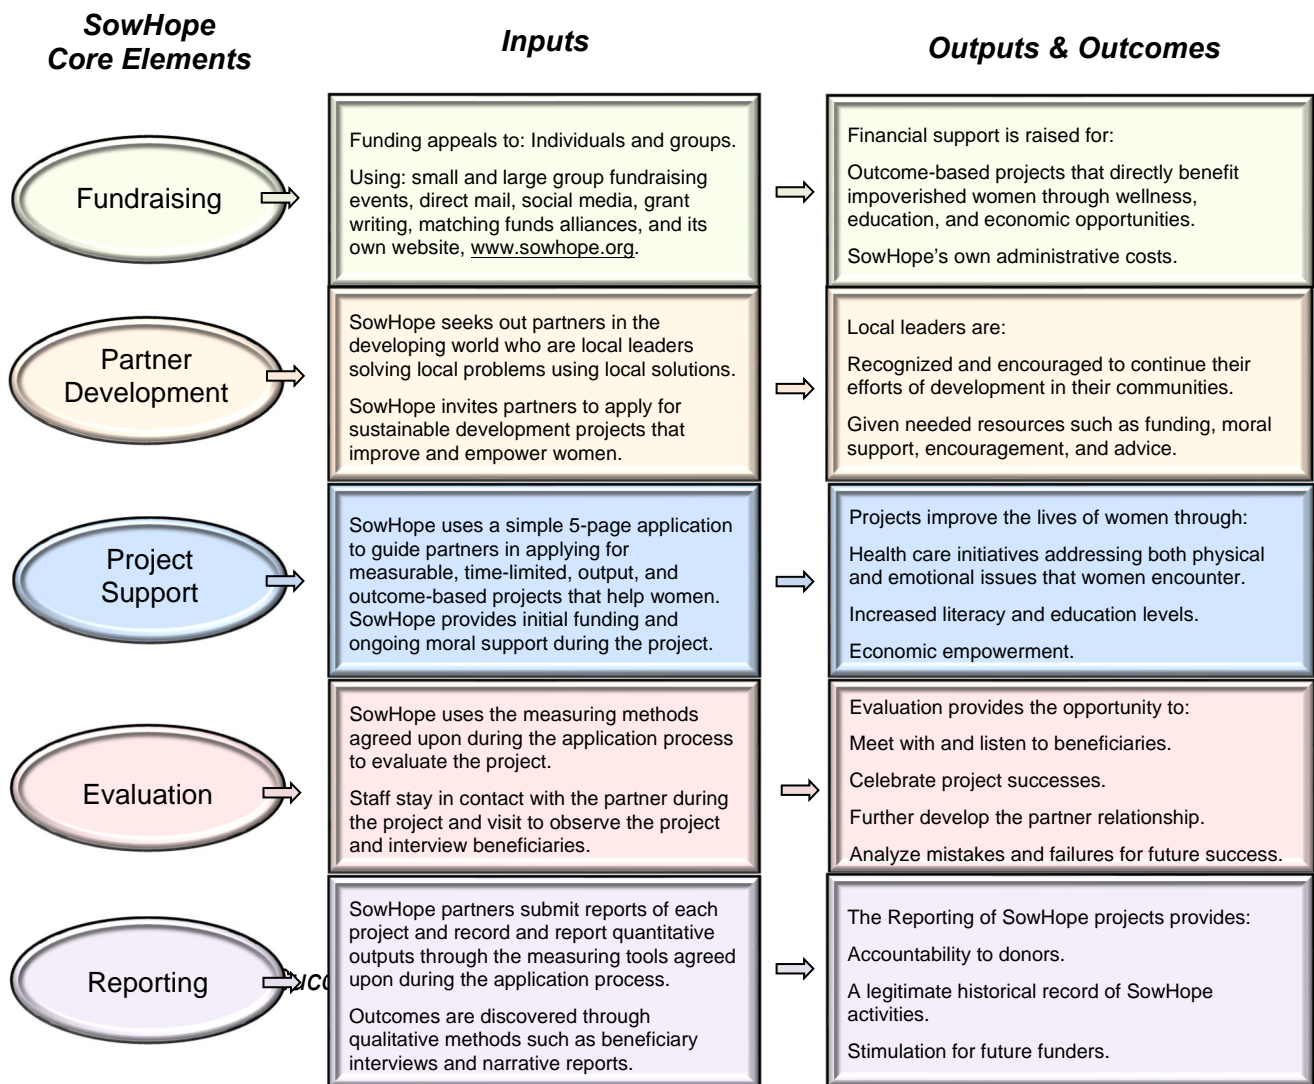 SowHope
Core Elements
Inputs
Outputs & Outcomes
Fundraising
Funding appeals to: Individuals and groups.
Using: small and large group fundraising
events, direct mail, social media, grant
writing, matching funds alliances, and its
own website, www.sowhope.org.
Financial support is raised for:
Outcome-based projects that directly benefit
impoverished women through wellness,
education, and economic opportunities.
SowHope's own administrative costs.
Partner
Development
SowHope seeks out partners in the
developing world who are local leaders
solving local problems using local solutions.
SowHope invites partners to apply for
sustainable development projects that
improve and empower women.
Local leaders are:
Recognized and encouraged to continue their
efforts of development in their communities.
Given needed resources such as funding, moral
support, encouragement, and advice.
Project
Support
SowHope uses a simple 5-page application
to guide partners in applying for
measurable, time-limited, output, and
outcome-based projects that help women.
SowHope provides initial funding and
ongoing moral support during the project.
Projects improve the lives of women through:
Health care initiatives addressing both physical
and emotional issues that women encounter.
Increased literacy and education levels.
Economic empowerment.
Evaluation
SowHope uses the measuring methods
agreed upon during the application process
to evaluate the project.
Staff stay in contact with the partner during
the project and visit to observe the project
and interview beneficiaries.
Evaluation provides the opportunity to:
Meet with and listen to beneficiaries.
Celebrate project successes.
Further develop the partner relationship.
Analyze mistakes and failures for future success.
Reporting
SowHope partners submit reports of each
project and record and report quantitative
outputs through the measuring tools agreed
upon during the application process.
Outcomes are discovered through
qualitative methods such as beneficiary
interviews and narrative reports.
The Reporting of SowHope projects provides:
Accountability to donors.
A legitimate historical record of SowHope
activities.
Stimulation for future funders.